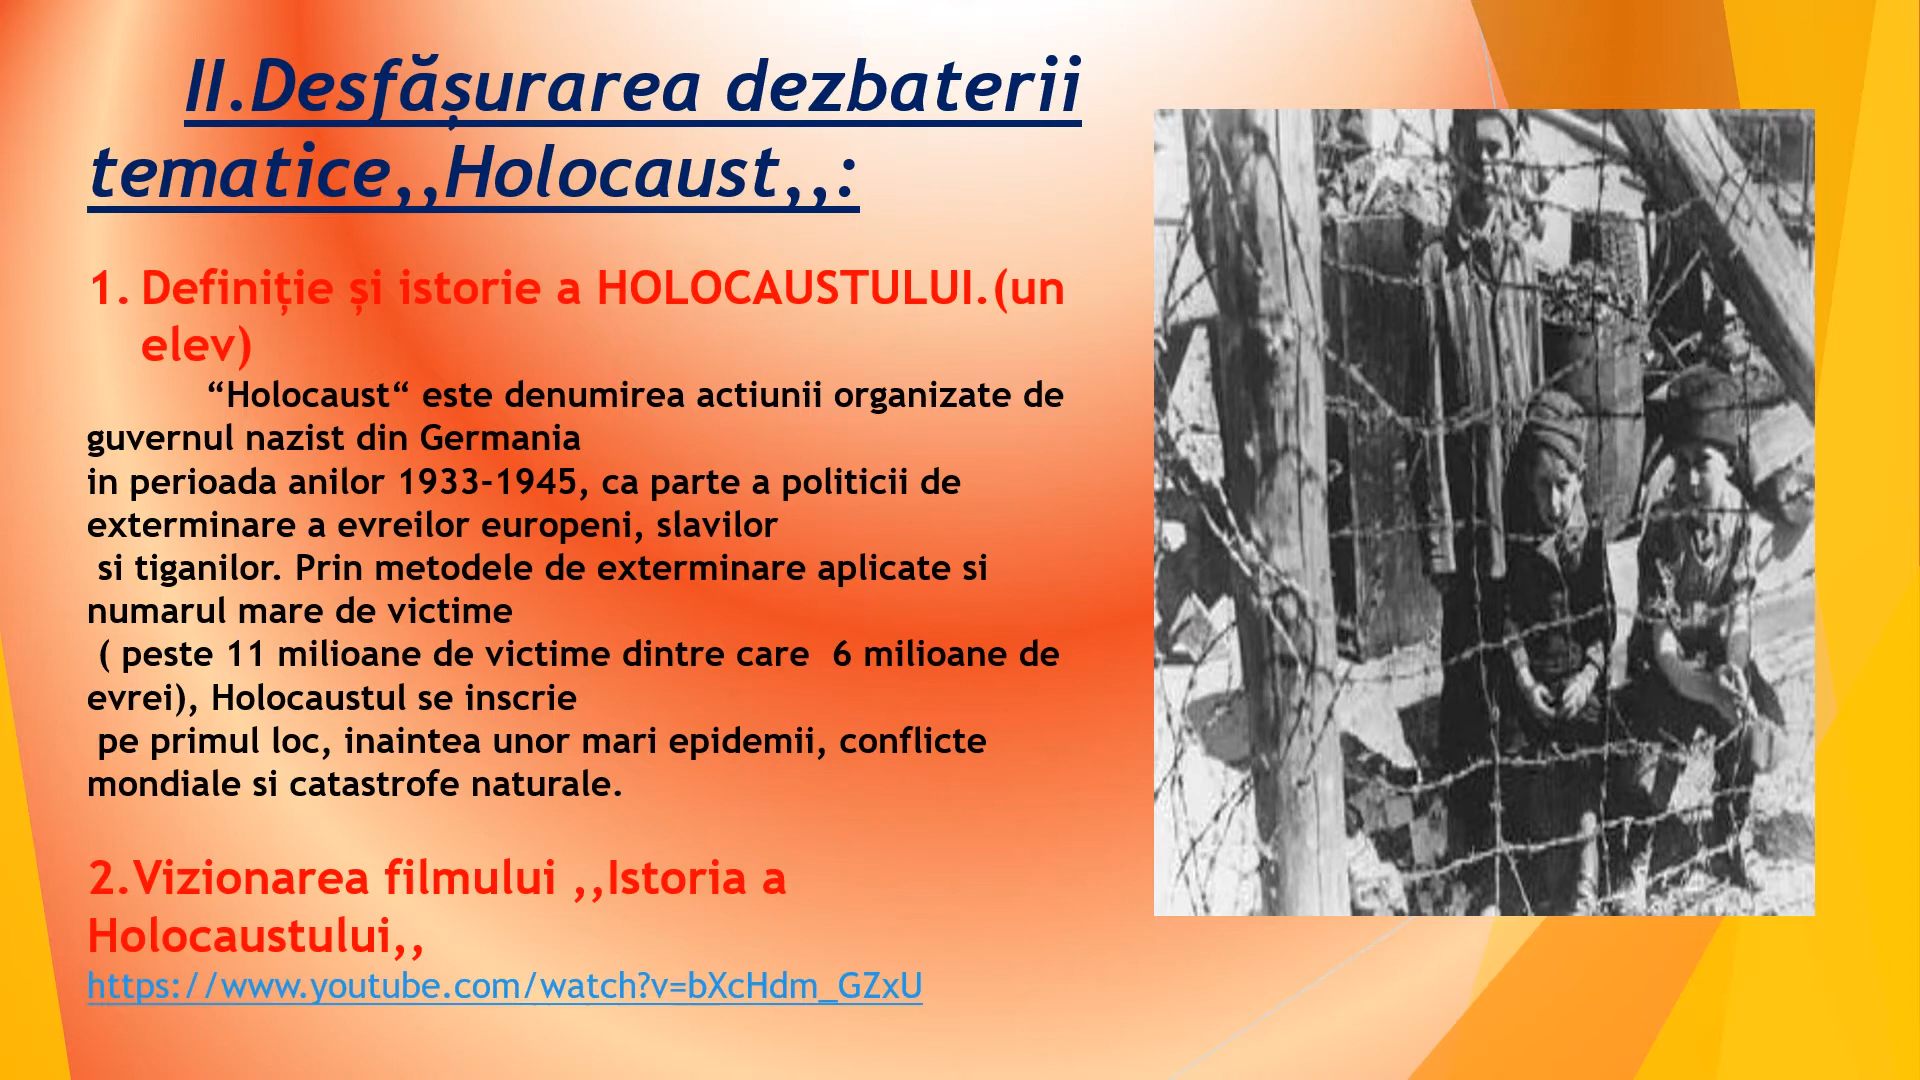 II.Desfășurarea dezbaterii
tematice,,Holocaust,,:
1. Definiție și istorie a HOLOCAUSTULUI.(un
elev)
“Holocaust“ este denumirea actiunii organizate de
guvernul nazist din Germania
in perioada anilor 1933-1945, ca parte a politicii de
exterminare a evreilor europeni, slavilor
si tiganilor. Prin metodele de exterminare aplicate si
numarul mare de victime
( peste 11 milioane de victime dintre care  6 milioane de
evrei), Holocaustul se inscrie
pe primul loc, inaintea unor mari epidemii, conflicte
mondiale si catastrofe naturale.
2.Vizionarea filmului ,,Istoria a
Holocaustului,,
https://www.youtube.com/watch?v=bXcHdm_GZxU